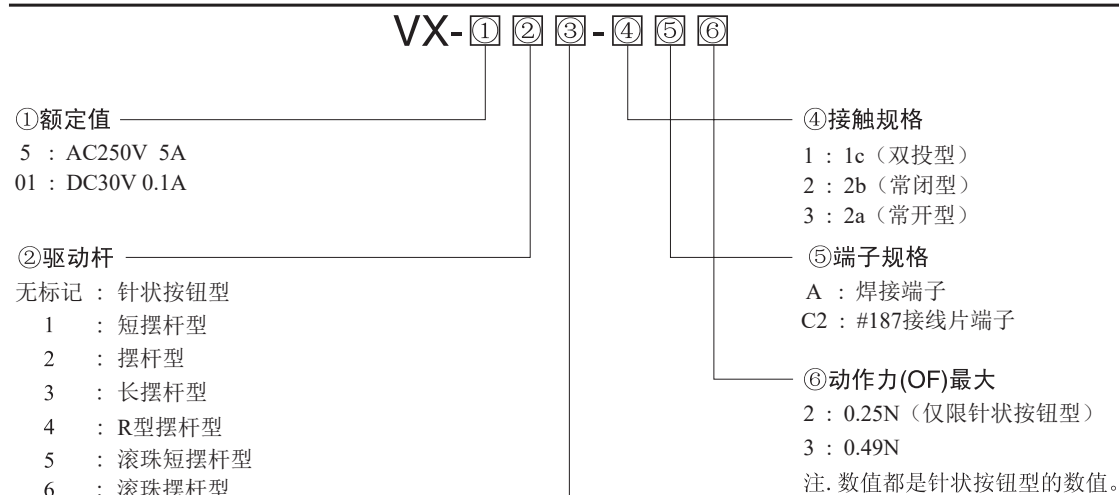 VX-①②③-④⑤⑥
①额定值
5 : AC250V 5A
01 : DC30V 0.1A
②驱动杆
无标记 : 针状按钮型
1 : 短摆杆型
2 : 摆杆型
3 : 长摆杆型
4 : R型摆杆型
5 : 滚珠短摆杆型
6 : 滚珠摆杆型
④接触规格
1 : 1c（双投型）
2 : 2b（常闭型）
3 : 2a（常开型）
⑤端子规格
A : 焊接端子
C2 : #187接线片端子
⑥动作力(OF)最大
2 : 0.25N（仅限针状按钮型）
3 : 0.49N
注. 数值都是针状按钮型的数值。